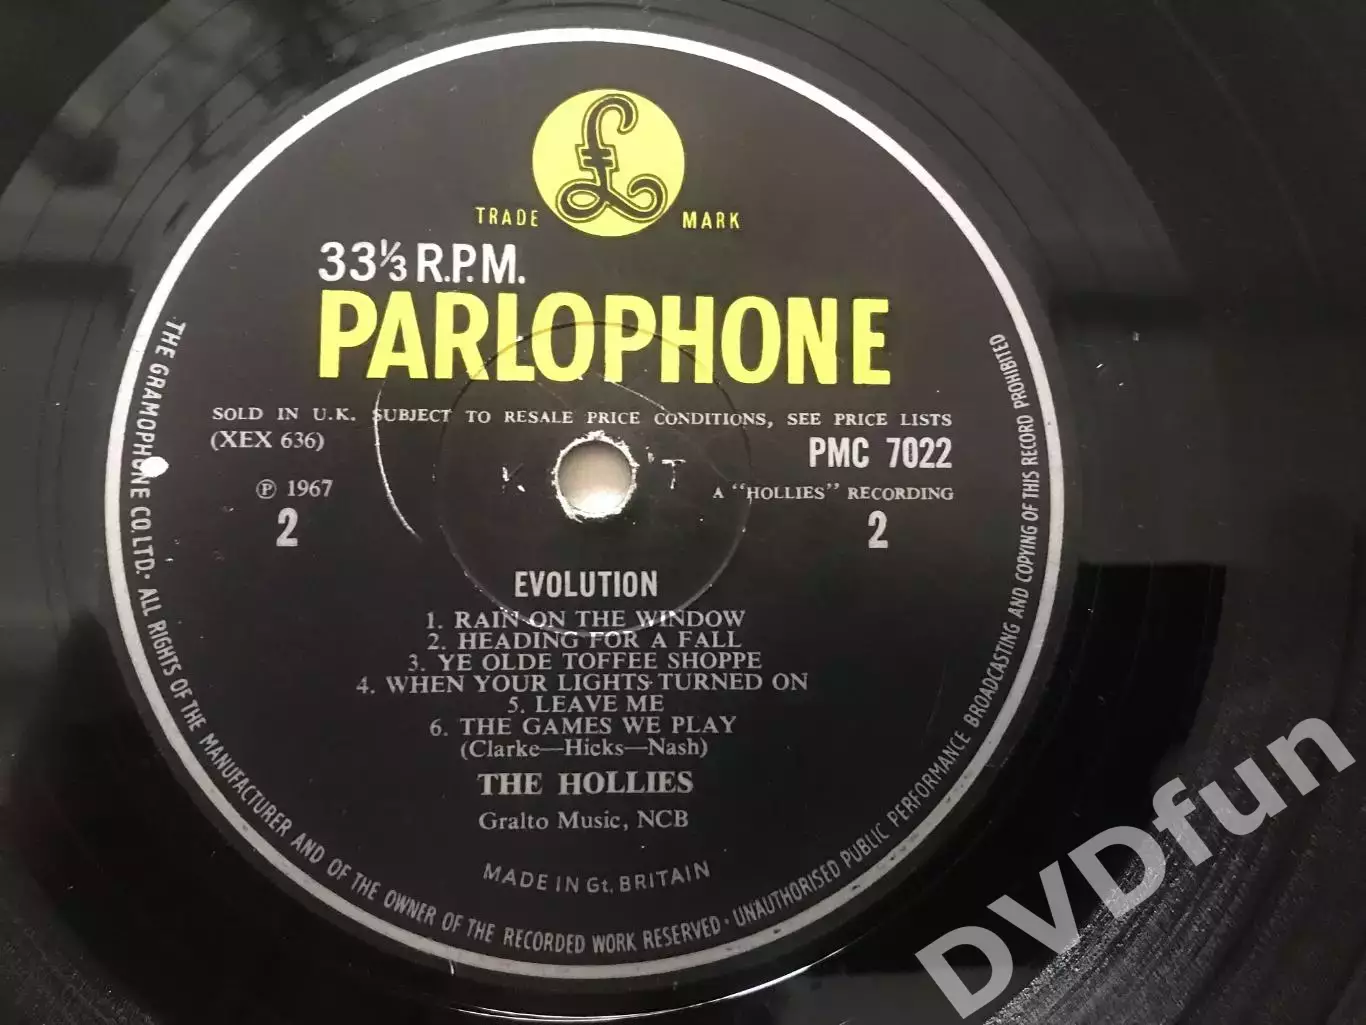 £
TRADE MARK
33⅓ R.P.M.
PARLOPHONE
SOLD IN U.K. SUBJECT TO RESALE PRICE CONDITIONS, SEE PRICE LISTS
(XEX 636)
PMC 7022
℗ 1967
A "HOLLIES" RECORDING
2
2
K T
EVOLUTION
1. RAIN ON THE WINDOW
2. HEADING FOR A FALL
3. YE OLDE TOFFEE SHOPPE
4. WHEN YOUR LIGHTS TURNED ON
5. LEAVE ME
6. THE GAMES WE PLAY
(Clarke—Hicks—Nash)
THE HOLLIES
Gralto Music, NCB
MADE IN Gt. BRITAIN
THE GRAMOPHONE CO. LTD. · ALL RIGHTS OF THE MANUFACTURER AND OF THE OWNER OF THE RECORDED WORK RESERVED · UNAUTHORISED PUBLIC PERFORMANCE BROADCASTING AND COPYING OF THIS RECORD PROHIBITED
DVDfun